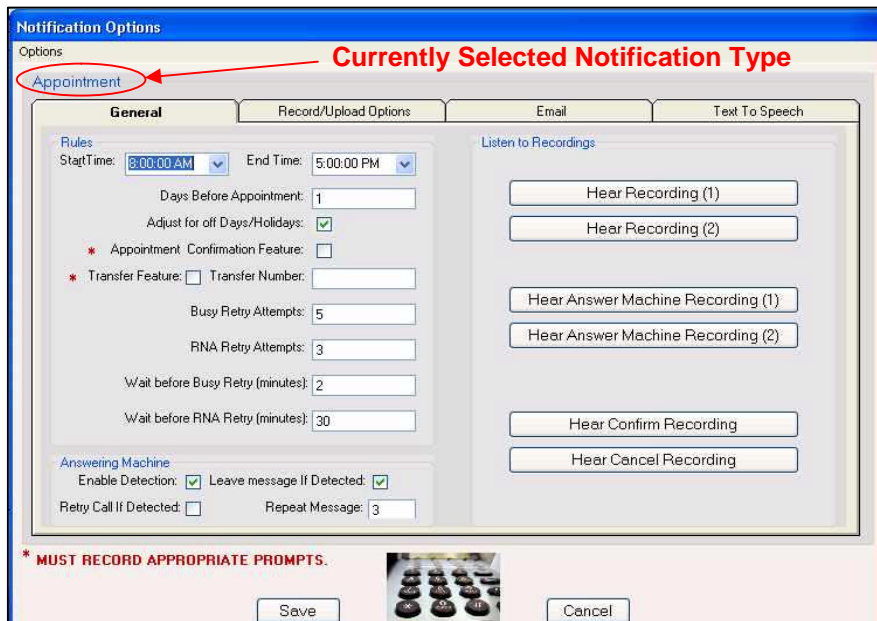 Notification Options
Options
Currently Selected Notification Type
Appointment
General Record/Upload Options Email Text To Speech
Rules
StartTime: 8:00:00 AM End Time: 5:00:00 PM
Days Before Appointment: 1
Adjust for off Days/Holidays:
* Appointment Confirmation Feature:
* Transfer Feature: Transfer Number:
Busy Retry Attempts: 5
RNA Retry Attempts: 3
Wait before Busy Retry (minutes): 2
Wait before RNA Retry (minutes): 30
Answering Machine
Enable Detection: Leave message If Detected:
Retry Call If Detected: Repeat Message: 3
Listen to Recordings
Hear Recording (1)
Hear Recording (2)
Hear Answer Machine Recording (1)
Hear Answer Machine Recording (2)
Hear Confirm Recording
Hear Cancel Recording
* MUST RECORD APPROPRIATE PROMPTS.
Save Cancel